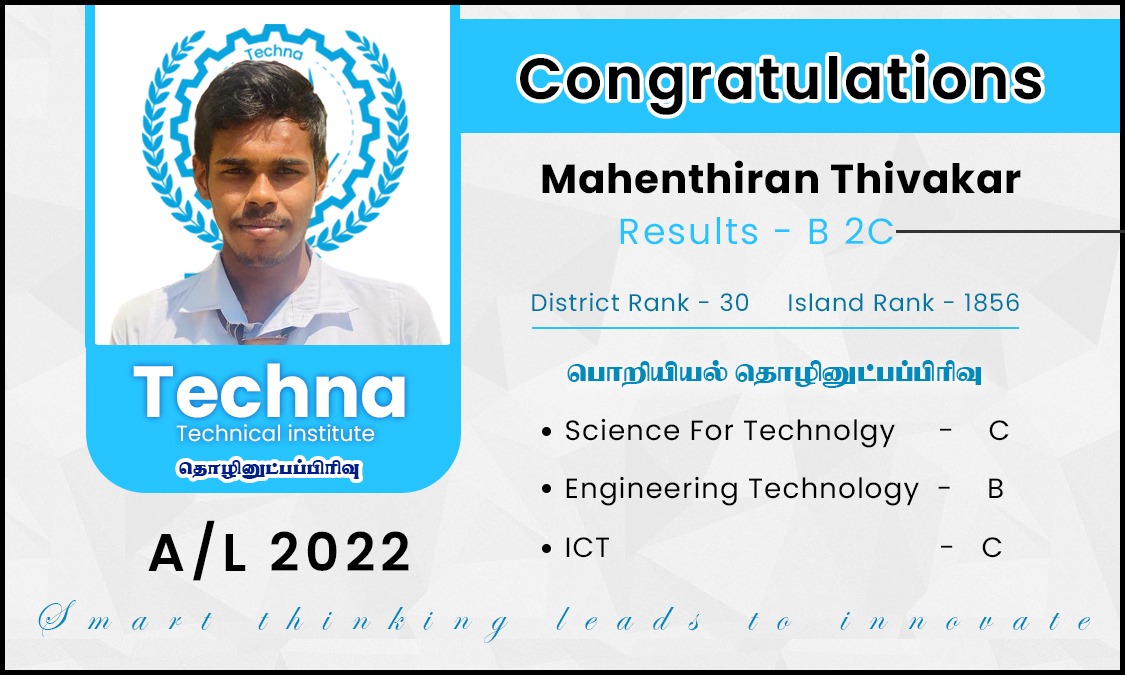 Techna
Congratulations
Mahenthiran Thivakar
Results - B 2C
District Rank - 30 Island Rank - 1856
பொறியியல் தொழினுட்பப்பிரிவு
• Science For Technolgy - C
• Engineering Technology - B
• ICT - C
Techna
Technical institute
தொழினுட்பப்பிரிவு
A/L 2022
Smart thinking leads to innovate